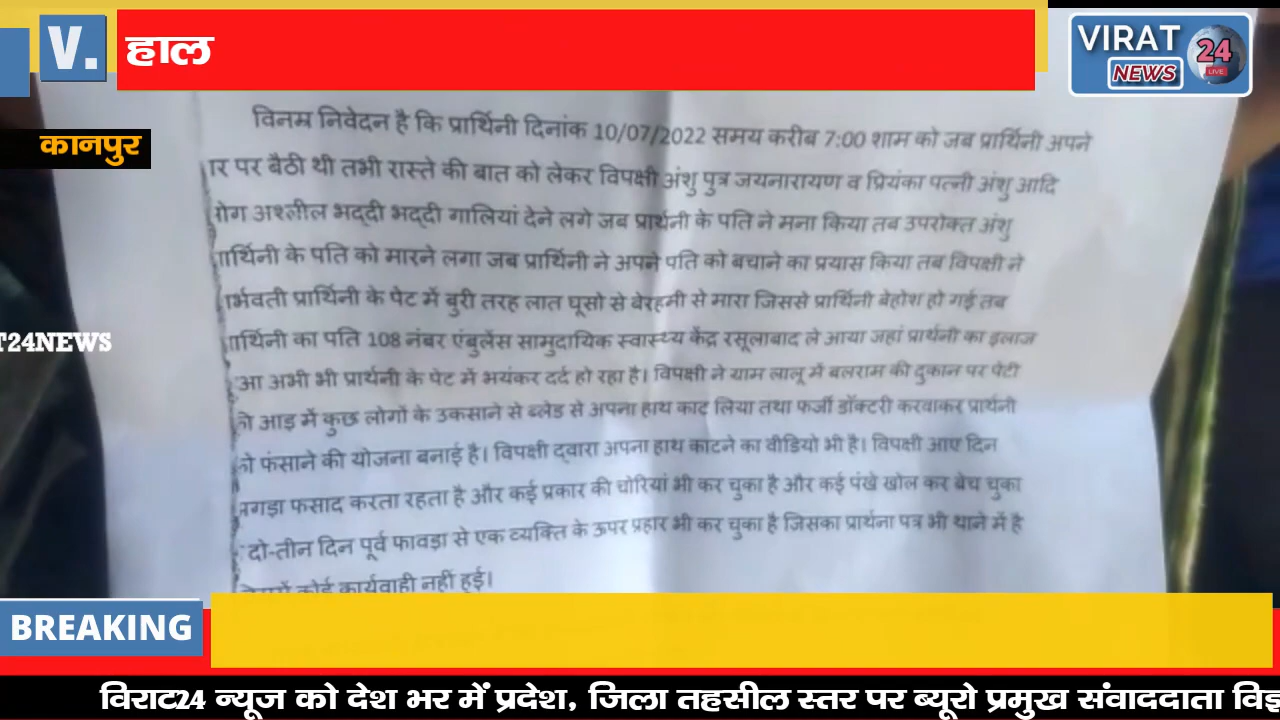 V.
हाल
VIRAT
24
LIVE
NEWS
कानपुर
विनम्र निवेदन है कि प्रार्थिनी दिनांक 10/07/2022 समय करीब 7:00 शाम को जब प्रार्थिनी अपने
पर बैठी थी तभी रास्ते की बात को लेकर विपक्षी अंशु पुत्र जयनारायण व प्रियंका पत्नी अंशु आदि
अश्लील भद्दी भद्दी गालियां देने लगे जब प्रार्थनी के पति ने मना किया तब उपरोक्त अंशु
के पति को मारने लगा जब प्रार्थिनी ने अपने पति को बचाने का प्रयास किया तब विपक्षी ने
प्रार्थिनी के पेट में बुरी तरह लात घूसो से बेरहमी से मारा जिससे प्रार्थिनी बेहोश हो गई तब
का पति 108 नंबर एंबुलेंस सामुदायिक स्वास्थ्य केंद्र रसूलाबाद ले आया जहां प्रार्थनी का इलाज
अभी भी प्रार्थनी के पेट में भयंकर दर्द हो रहा है। विपक्षी ने ग्राम लालू में बलराम की दुकान पर पेटी
आड में कुछ लोगों के उकसाने से ब्लेड से अपना हाथ काट लिया तथा फर्जी डॉक्टरी करवाकर प्रार्थनी
फंसाने की योजना बनाई है। विपक्षी द्वारा अपना हाथ काटने का वीडियो भी है। विपक्षी आए दिन
फसाद करता रहता है और कई प्रकार की चोरियां भी कर चुका है और कई पंखे खोल कर बेच चुका
दो-तीन दिन पूर्व फावड़ा से एक व्यक्ति के ऊपर प्रहार भी कर चुका है जिसका प्रार्थना पत्र भी थाने में है
कोई कार्यवाही नहीं हुई।
T24NEWS
BREAKING
विराट24 न्यूज को देश भर में प्रदेश, जिला तहसील स्तर पर ब्यूरो प्रमुख संवाददाता